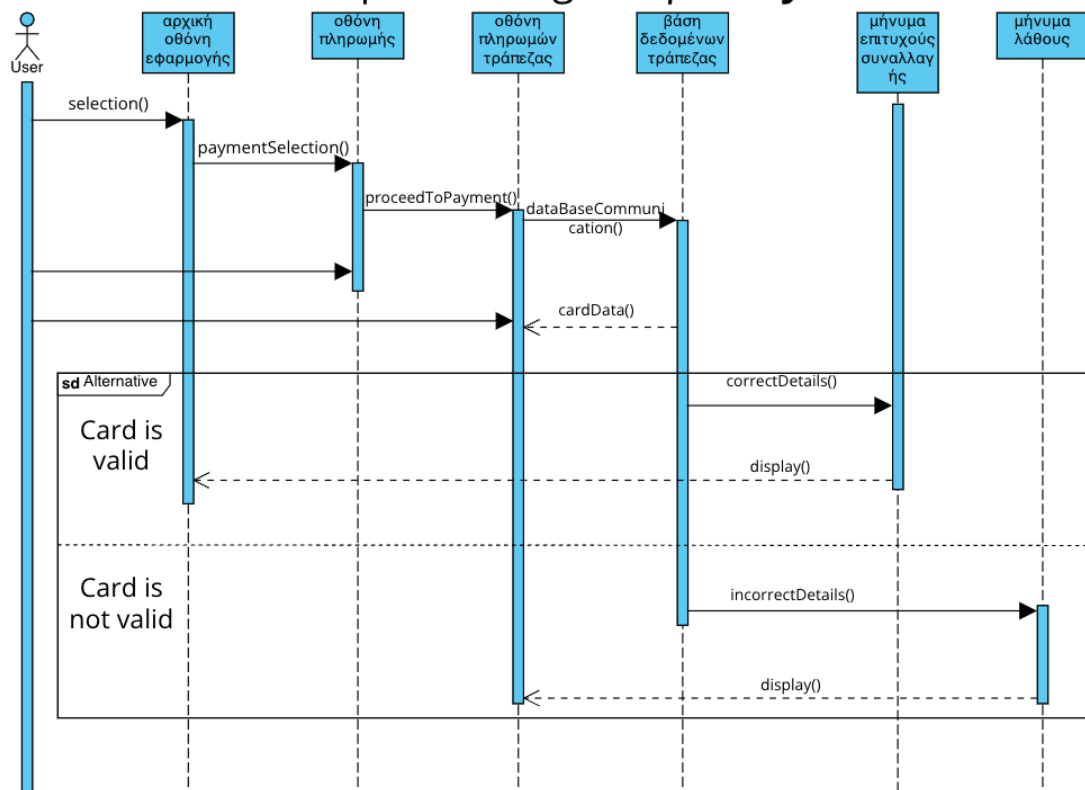 User
αρχική
οθόνη
εφαρμογής
οθόνη
πληρωμής
οθόνη
πληρωμών
τράπεζας
βάση
δεδομένων
τράπεζας
μήνυμα
επιτυχούς
συναλλαγ
ής
μήνυμα
λάθους
selection()
paymentSelection()
proceedToPayment()
dataBaseCommuni
cation()
cardData()
sd Alternative
correctDetails()
Card is
valid
display()
Card is
not valid
incorrectDetails()
display()